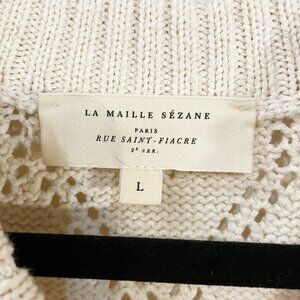 LA MAILLE SÉZANE
PARIS
RUE SAINT-FIACRE
2ᴱ ARR.
L